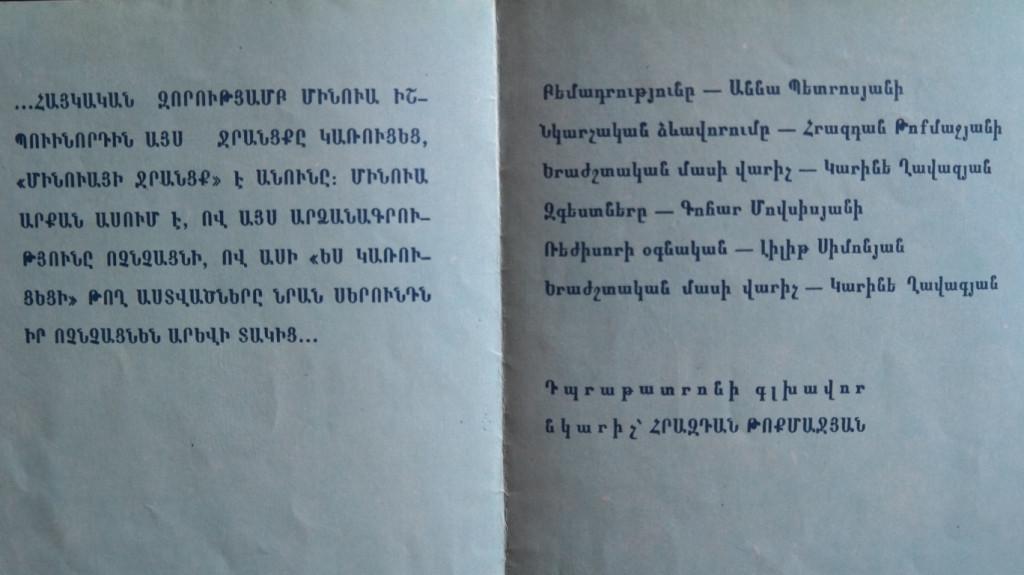 ...ՀԱՅԿԱԿԱՆ ԶՈՐՈՒԹՅԱՄԲ ՄԻՆՈՒԱ ԻՇ-
ՊՈՒԻՆՈՐԴԻՆ ԱՅՍ ՋՐԱՆՑՔԸ ԿԱՌՈՒՑԵՑ,
«ՄԻՆՈՒԱՅԻ ՋՐԱՆՑՔ» Է ԱՆՈՒՆԸ: ՄԻՆՈՒԱ
ԱՐՔԱՆ ԱՍՈՒՄ Է, ՈՎ ԱՅՍ ԱՐՁԱՆԱԳՐՈՒ-
ԹՅՈՒՆԸ ՈՉՆՉԱՑՆԻ, ՈՎ ԱՍԻ «ԵՍ ԿԱՌՈՒ-
ՑԵՑԻ» ԹՈՂ ԱՍՏՎԱԾՆԵՐԸ ՆՐԱՆ ՍԵՐՈՒՆԴՆ
ԻՐ ՈՉՆՉԱՑՆԵՆ ԱՐԵՎԻ ՏԱԿԻՑ...
Բեմադրությունը — Աննա Պետրոսյանի
Նկարչական ձևավորումը — Հրազդան Թոքմաջյանի
Երաժշտական մասի վարիչ — Կարինե Ղավագյան
Զգեստները — Գոհար Մովսիսյանի
Ռեժիսորի օգնական — Լիլիթ Սիմոնյան
Երաժշտական մասի վարիչ — Կարինե Ղավագյան
Դպրաթատրոնի գլխավոր
նկարիչ՝ ՀՐԱԶԴԱՆ ԹՈՔՄԱՋՅԱՆ